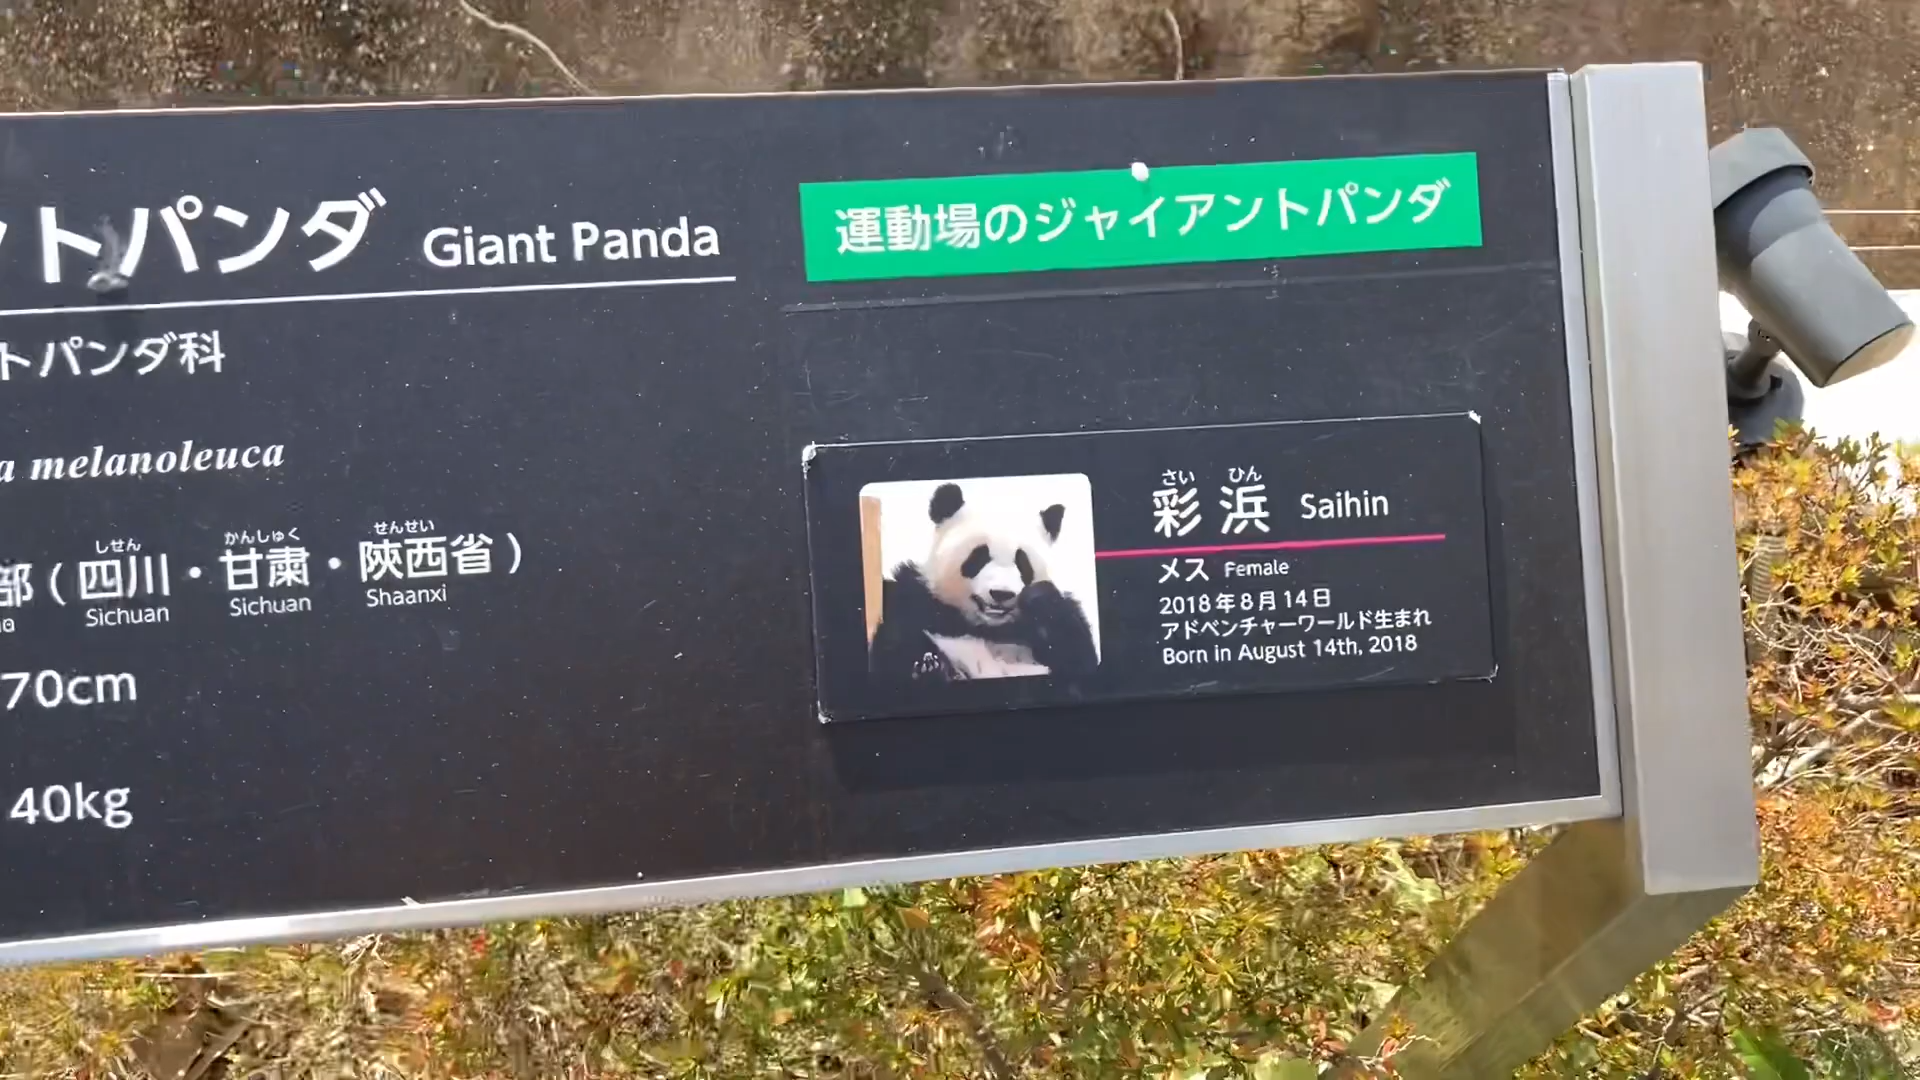 トパンダ Giant Panda
トパンダ科
melanoleuca
部(四川・甘粛・陝西省)
しせん かんしゅく せんせい
Sichuan Sichuan Shaanxi
70cm
40kg
運動場のジャイアントパンダ
さい ひん
彩浜 Saihin
メス Female
2018年8月14日
アドベンチャーワールド生まれ
Born in August 14th, 2018